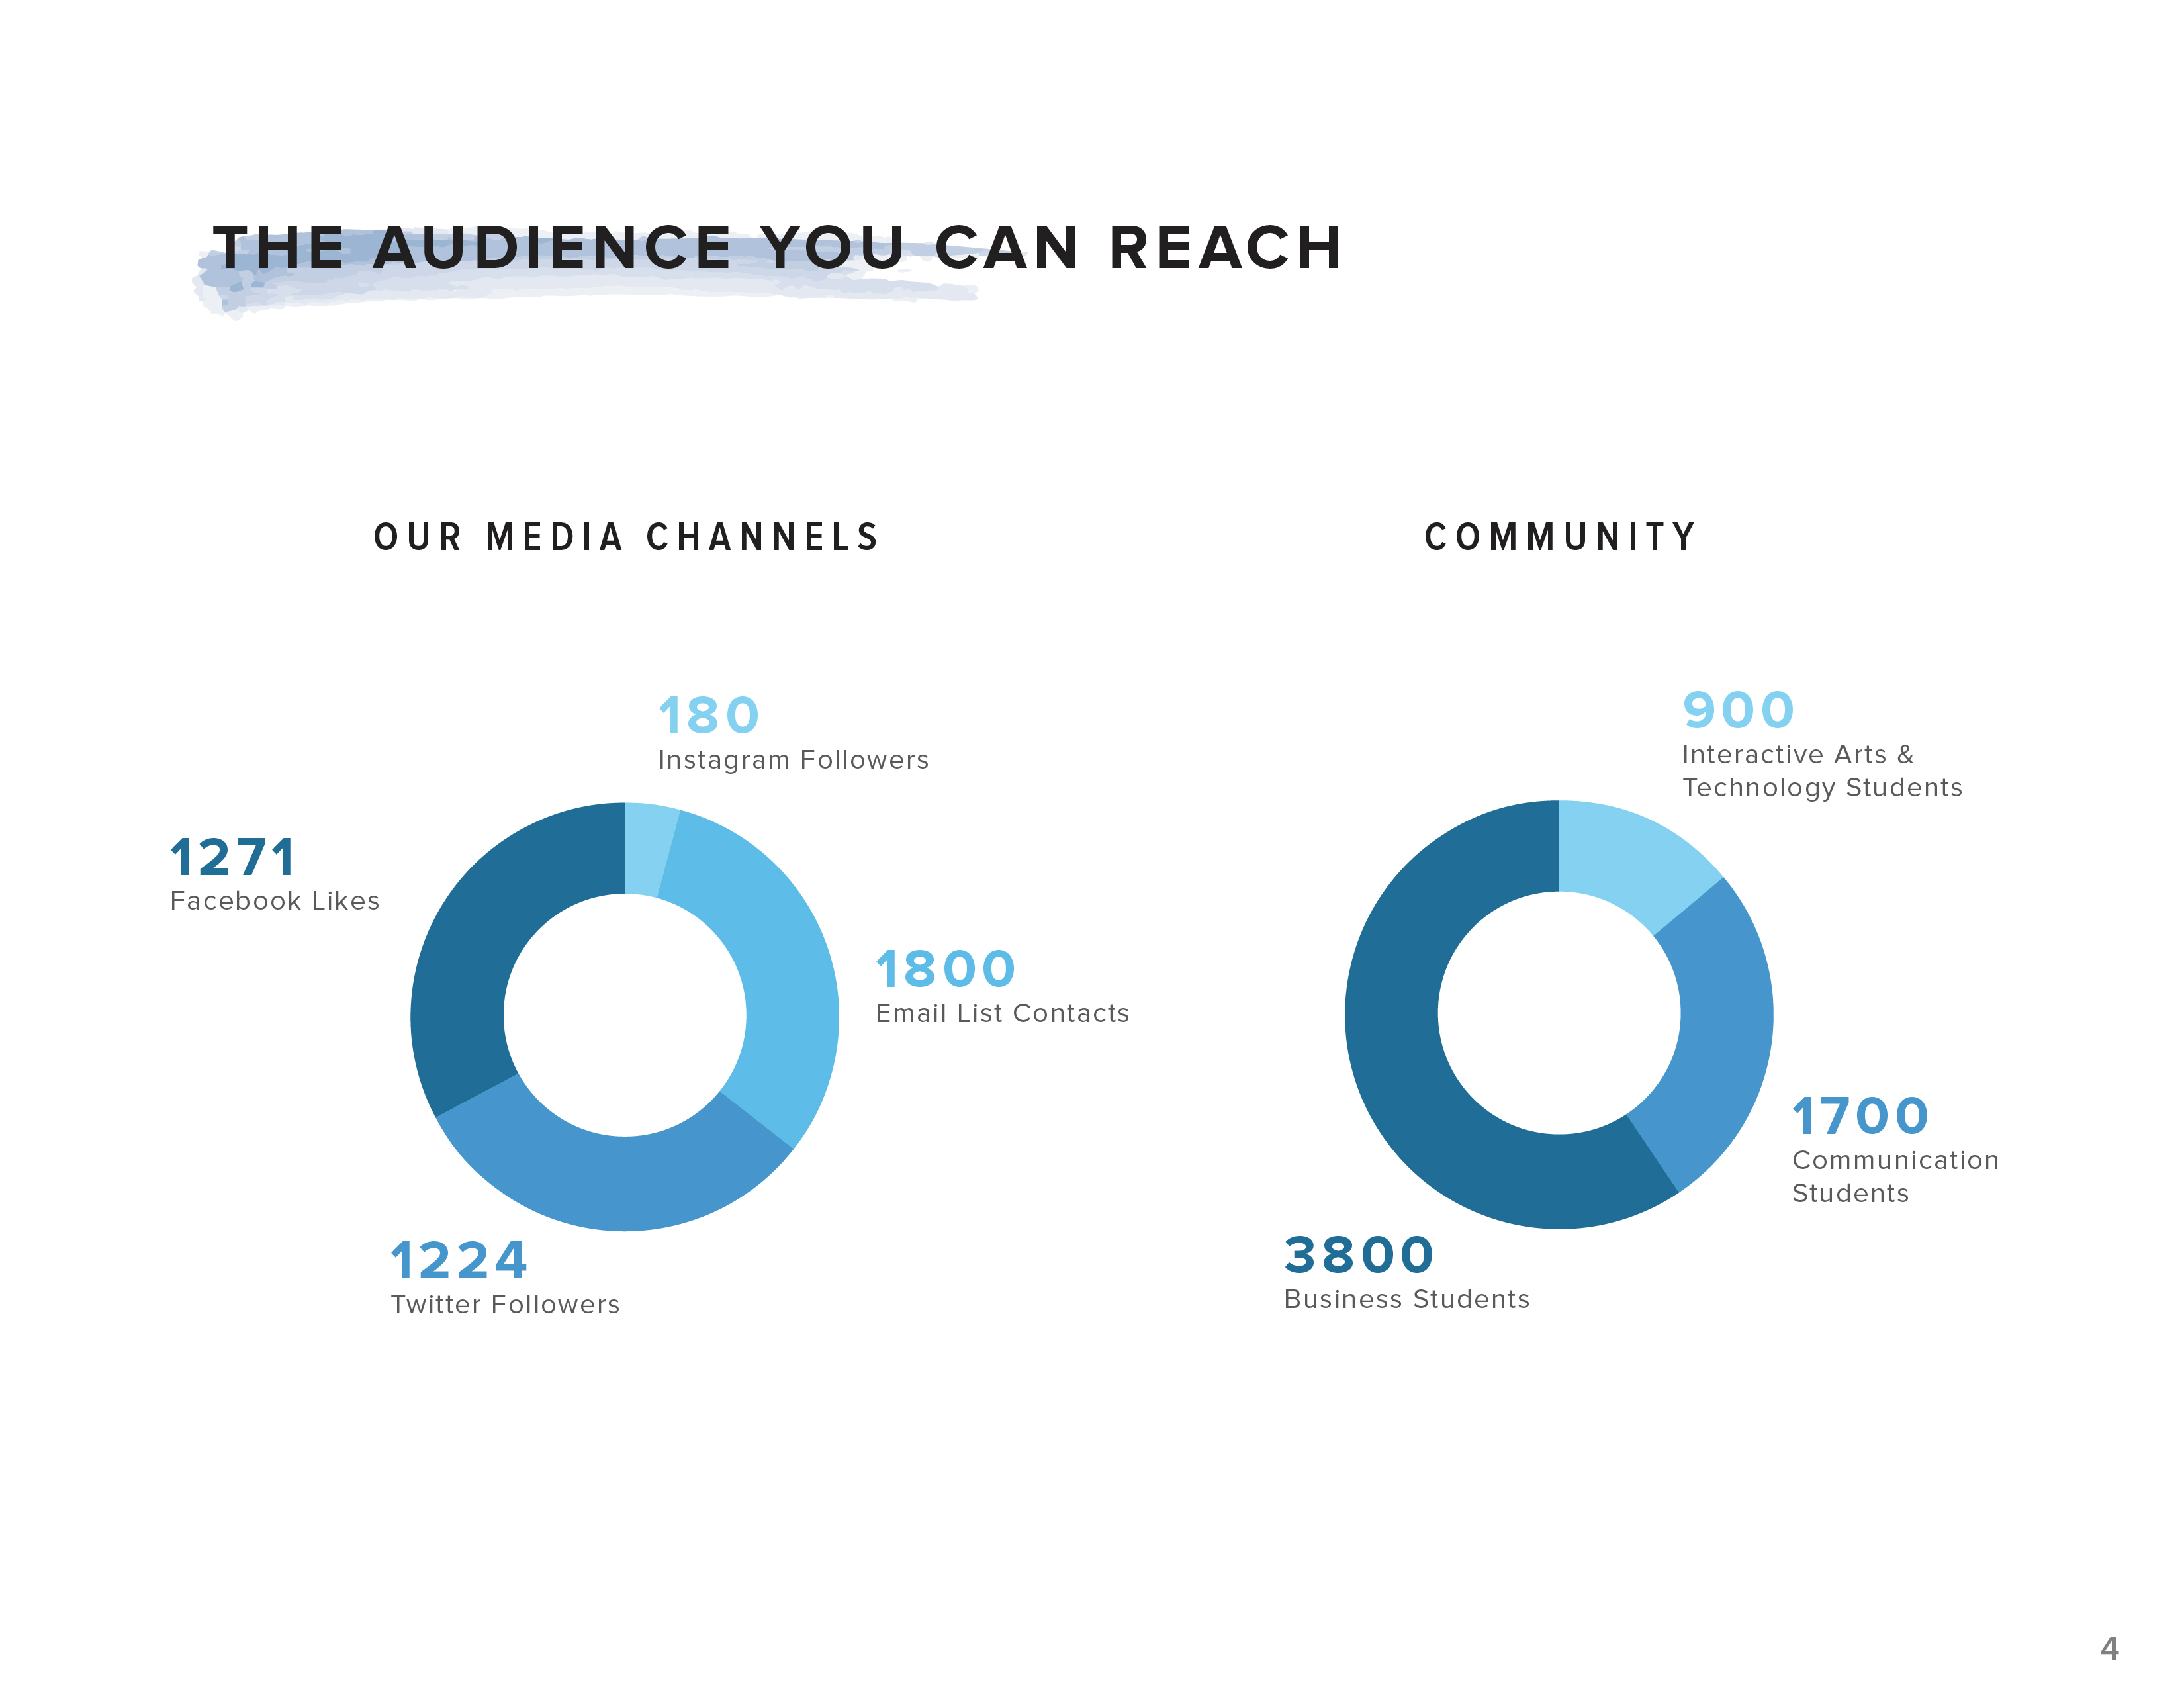 THE AUDIENCE YOU CAN REACH
OUR MEDIA CHANNELS
180
Instagram Followers
1271
Facebook Likes
1800
Email List Contacts
1224
Twitter Followers
COMMUNITY
900
Interactive Arts &
Technology Students
1700
Communication
Students
3800
Business Students
4